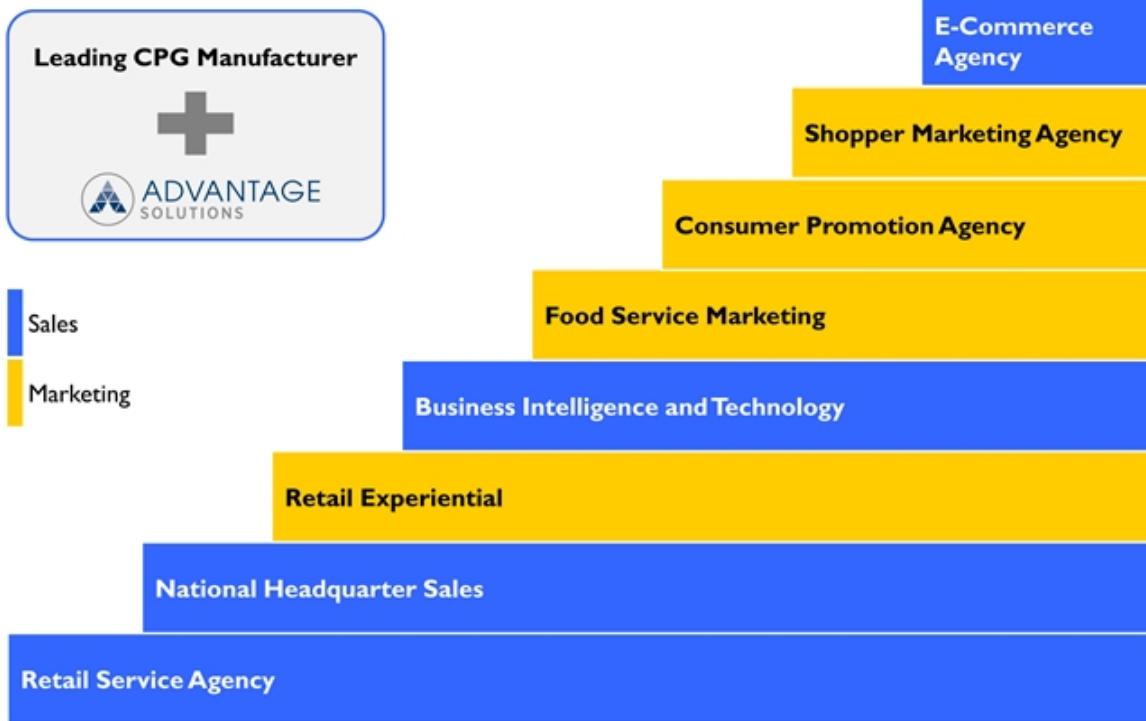 Leading CPG Manufacturer
ADVANTAGE
SOLUTIONS
Sales
Marketing
E-Commerce
Agency
Shopper Marketing Agency
Consumer Promotion Agency
Food Service Marketing
Business Intelligence and Technology
Retail Experiential
National Headquarter Sales
Retail Service Agency